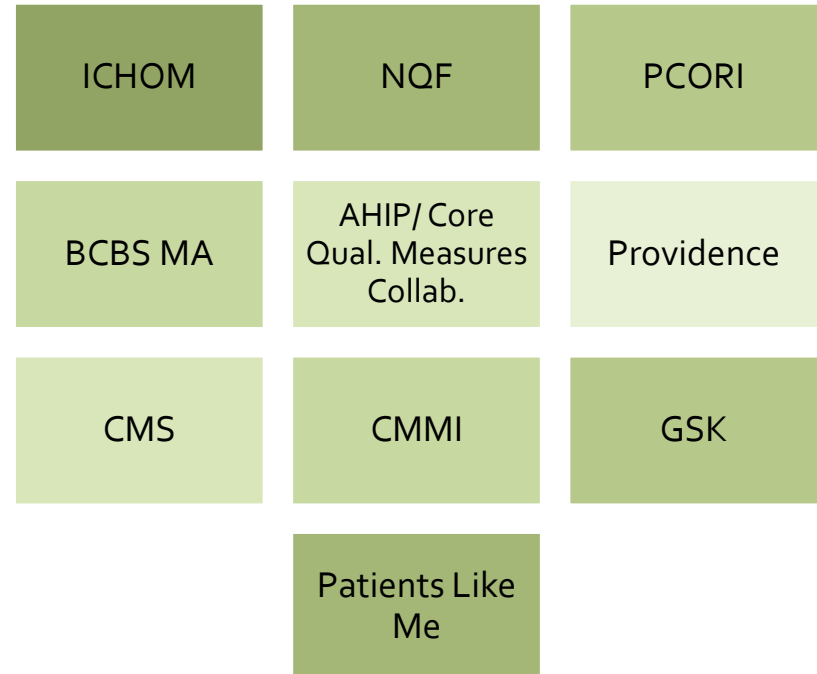 ICHOM
NQF
PCORI
BCBS MA
AHIP/ Core
Qual. Measures
Collab.
Providence
CMS
CMMI
GSK
Patients Like
Me